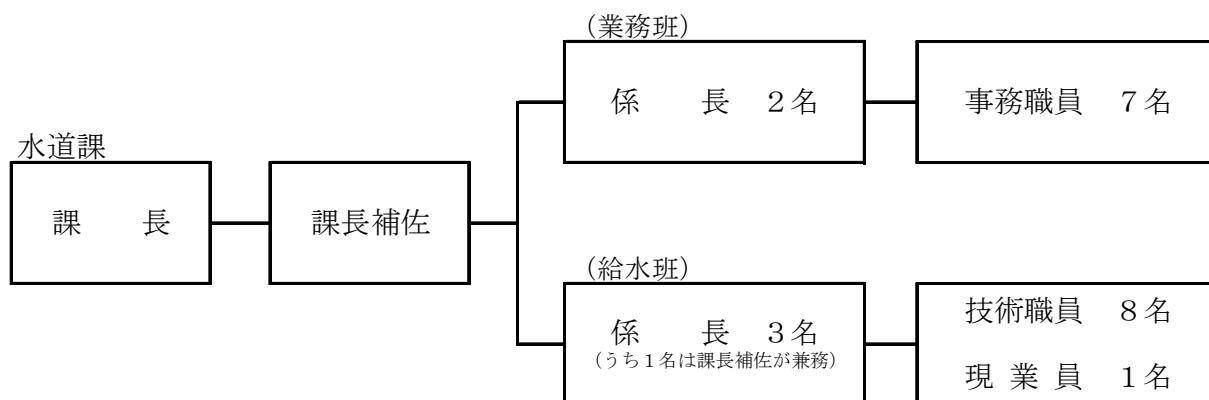 水道課
課　　長
課長補佐
(業務班)
係　　長　２名
事務職員　７名
(給水班)
係　　長　３名
(うち１名は課長補佐が兼務)
技術職員　８名
現 業 員　１名